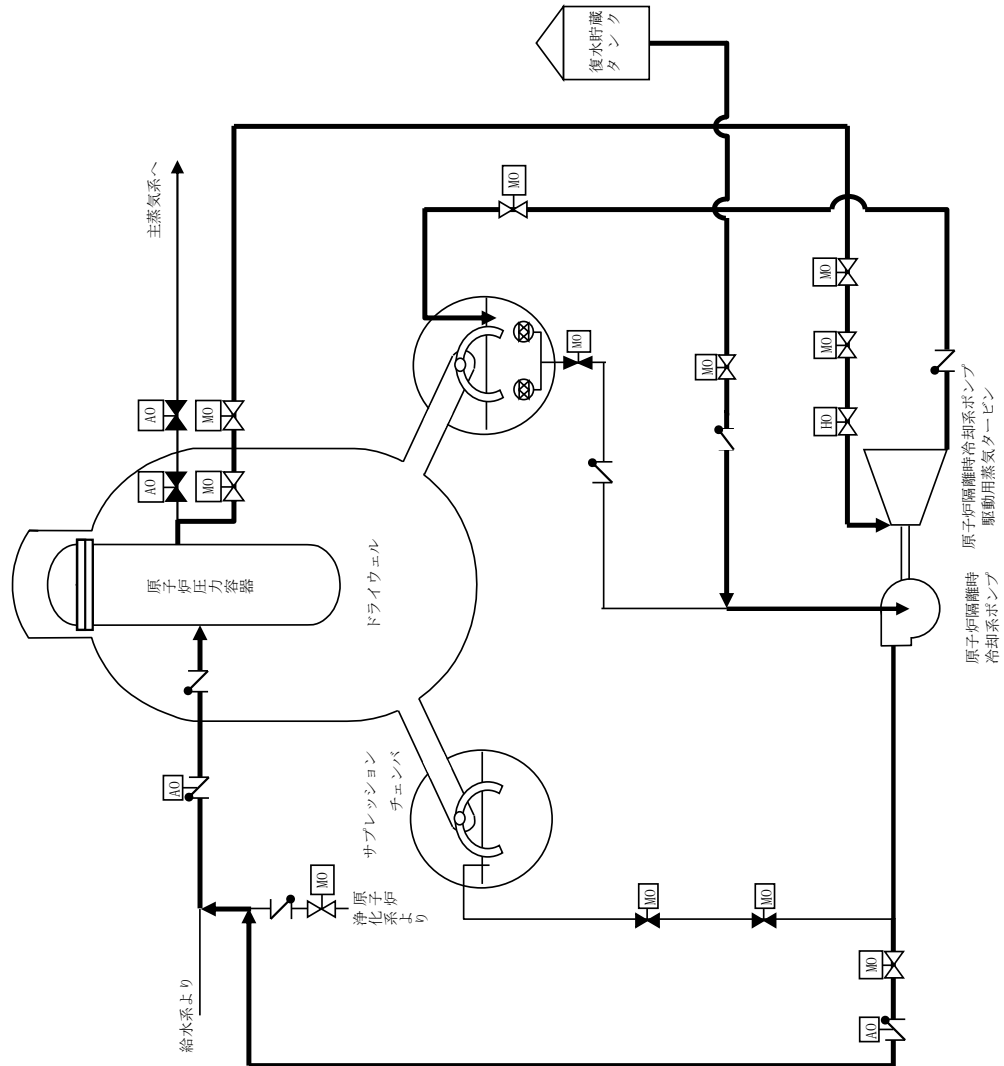 復水貯蔵
タンク
主蒸気系へ
MO
AO
AO
MO
MO
MO
MO
MO
MO
HO
原子炉圧力容器
ドライウェル
原子炉隔離時冷却系ポンプ
駆動用蒸気タービン
原子炉隔離時
冷却系ポンプ
サプレッション
チェンバ
AO
MO
原子炉
浄化系より
給水系より
MO
MO
MO
AO